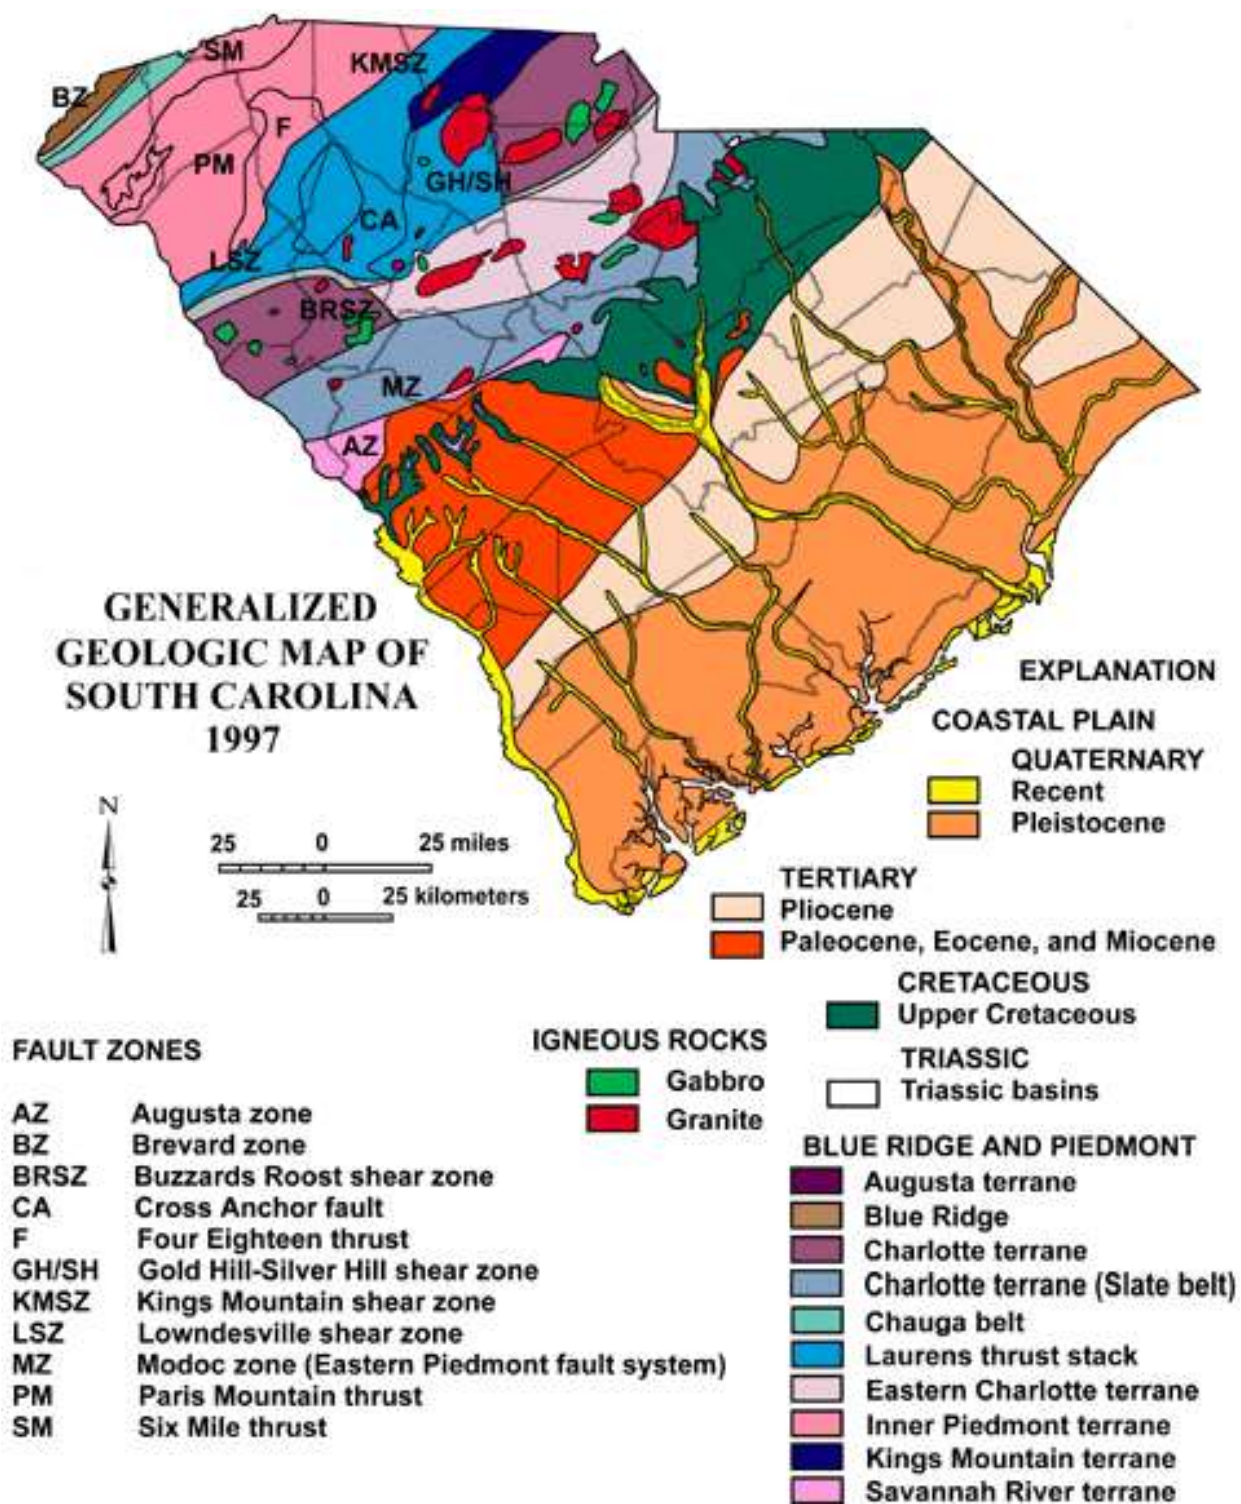 SM
KMSZ
BZ
F
PM
GH/SH
CA
LSZ
BRSZ
MZ
AZ
GENERALIZED
GEOLOGIC MAP OF
SOUTH CAROLINA
1997
N
25 0 25 miles
25 0 25 kilometers
EXPLANATION
COASTAL PLAIN
QUATERNARY
Recent
Pleistocene
TERTIARY
Pliocene
Paleocene, Eocene, and Miocene
CRETACEOUS
Upper Cretaceous
TRIASSIC
Triassic basins
IGNEOUS ROCKS
Gabbro
Granite
FAULT ZONES
AZ Augusta zone
BZ Brevard zone
BRSZ Buzzards Roost shear zone
CA Cross Anchor fault
F Four Eighteen thrust
GH/SH Gold Hill-Silver Hill shear zone
KMSZ Kings Mountain shear zone
LSZ Lowndesville shear zone
MZ Modoc zone (Eastern Piedmont fault system)
PM Paris Mountain thrust
SM Six Mile thrust
BLUE RIDGE AND PIEDMONT
Augusta terrane
Blue Ridge
Charlotte terrane
Charlotte terrane (Slate belt)
Chauga belt
Laurens thrust stack
Eastern Charlotte terrane
Inner Piedmont terrane
Kings Mountain terrane
Savannah River terrane